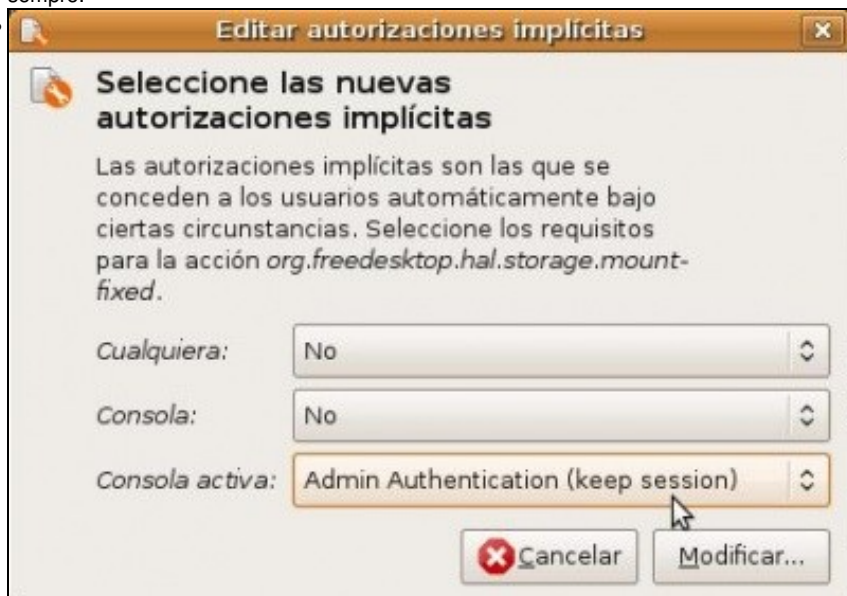 sempre.
Editar autorizaciones implícitas
Seleccione las nuevas
autorizaciones implícitas
Las autorizaciones implícitas son las que se
conceden a los usuarios automáticamente bajo
ciertas circunstancias. Seleccione los requisitos
para la acción org.freedesktop.hal.storage.mount-
fixed.
Cualquiera: No
Consola: No
Consola activa: Admin Authentication (keep session)
Cancelar Modificar...